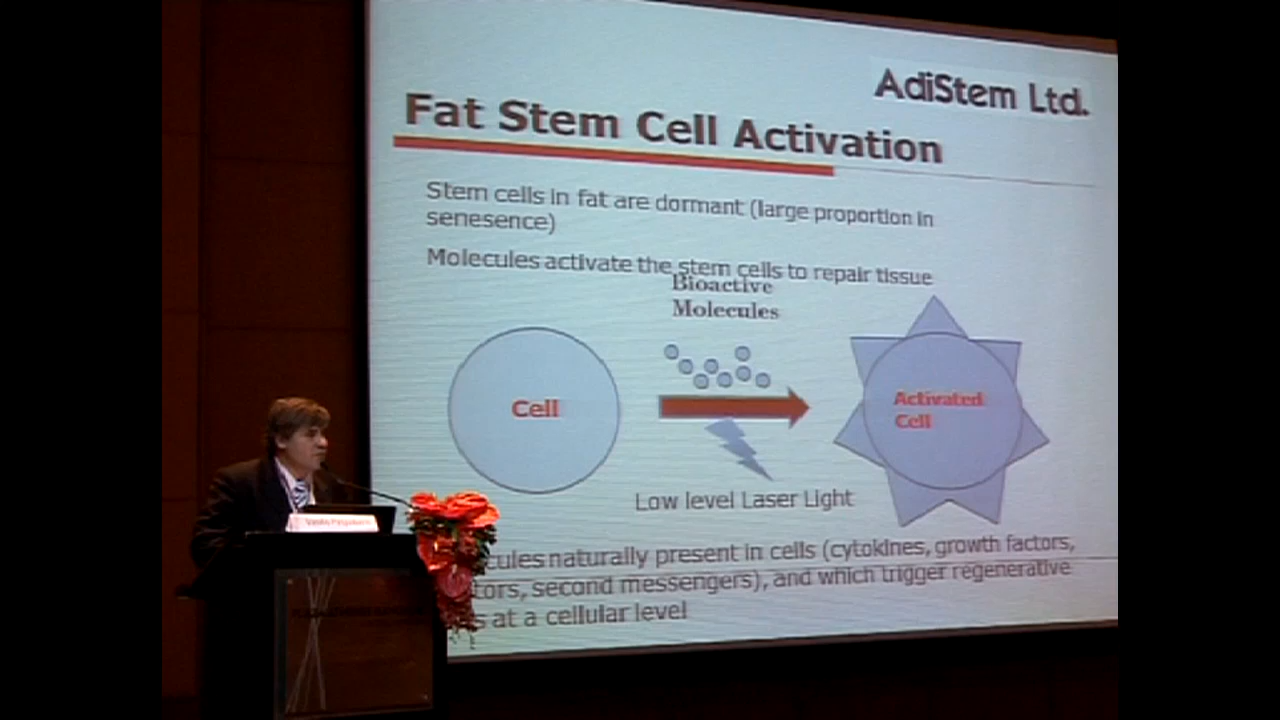 AdiStem Ltd.
Fat Stem Cell Activation
Stem cells in fat are dormant (large proportion in
senesence)
Molecules activate the stem cells to repair tissue
Bioactive
Molecules
Cell
Activated
Cell
Low level Laser Light
cules naturally present in cells (cytokines, growth factors,
tors, second messengers), and which trigger regenerative
s at a cellular level